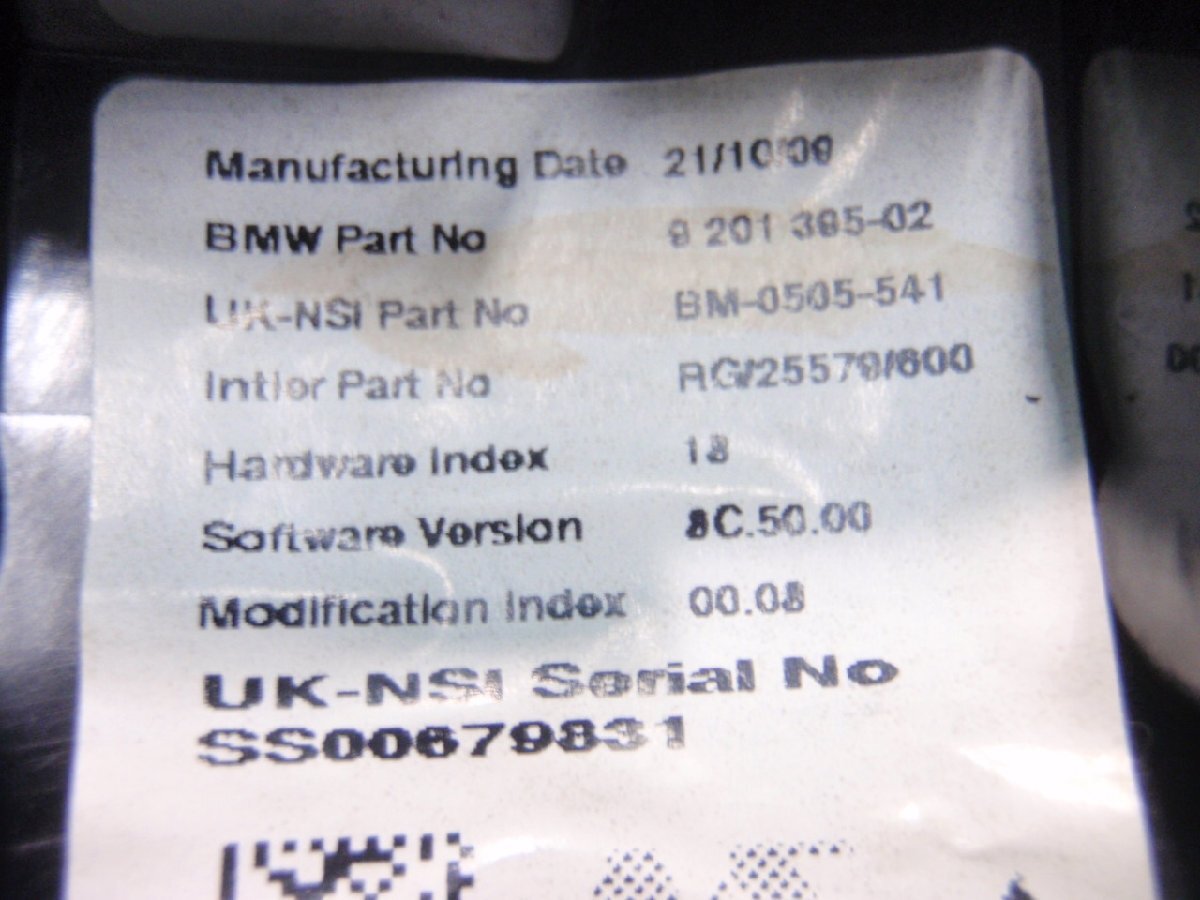 Manufacturing Date 21/10/09
BMW Part No 9 201 395-02
UK-NSI Part No BM-0505-541
Intior Part No RG/25579/600
Hardware Index 18
Software Version 8C.50.00
Modification Index 00.08
UK-NSI Serial No
SS00679831